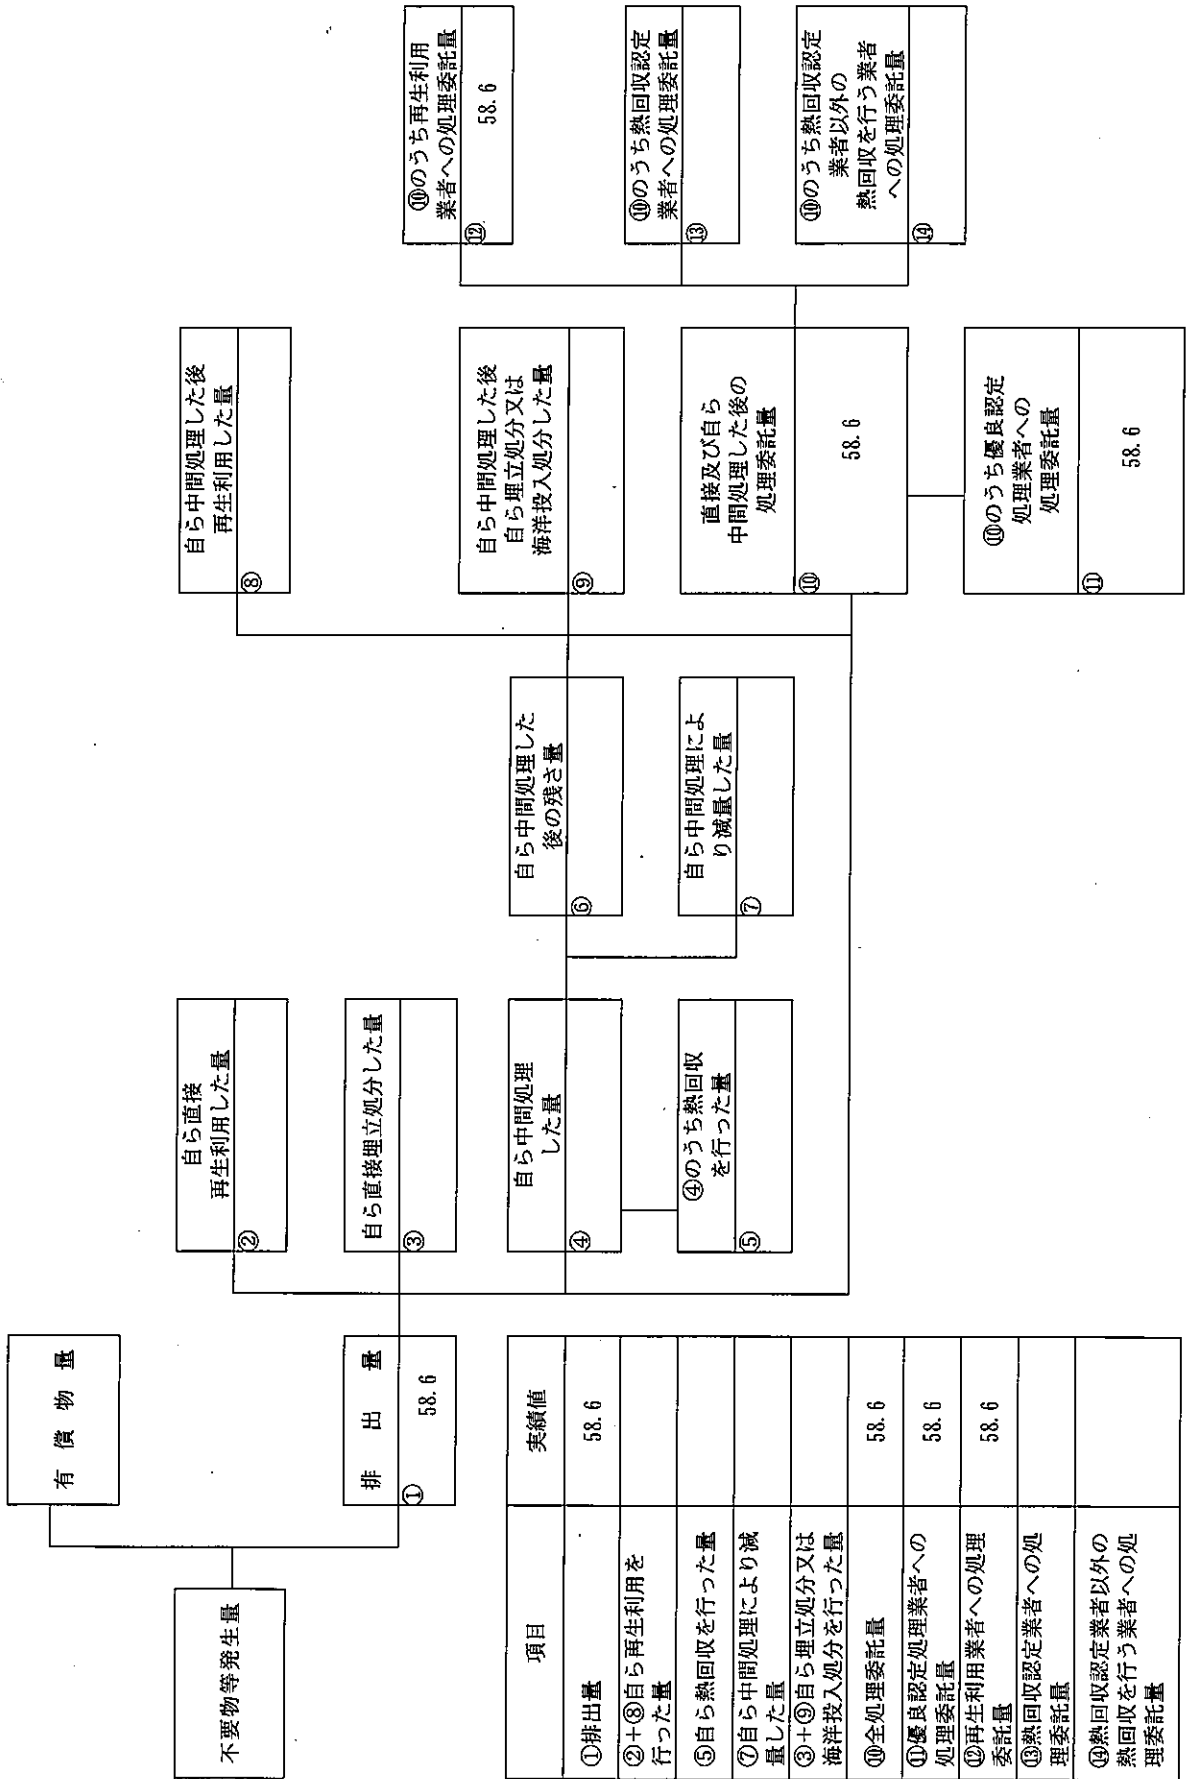 不要物等発生量
有償物量
排出量
①
58.6
自ら直接
再生利用した量
②
自ら直接埋立処分した量
③
自ら中間処理
した量
④
④のうち熱回収
を行った量
⑤
自ら中間処理した
後の残さ量
⑥
自ら中間処理によ
り減量した量
⑦
自ら中間処理した後
再生利用した量
⑧
自ら中間処理した後
自ら埋立処分又は
海洋投入処分した量
⑨
直接及び自ら
中間処理した後の
処理委託量
⑩
58.6
⑩のうち優良認定
処理業者への
処理委託量
⑪
58.6
⑩のうち再生利用
業者への処理委託量
⑫
58.6
⑩のうち熱回収認定
業者への処理委託量
⑬
⑩のうち熱回収認定
業者以外の
熱回収を行う業者
への処理委託量
⑭
項目 実績値
①排出量 58.6
②+⑧自ら再生利用を
行った量
⑤自ら熱回収を行った量
⑦自ら中間処理により減
量した量
③+⑨自ら埋立処分又は
海洋投入処分を行った量
⑩全処理委託量 58.6
⑪優良認定処理業者への
処理委託量 58.6
⑫再生利用業者への処理
委託量 58.6
⑬熱回収認定業者への処
理委託量
⑭熱回収認定業者以外の
熱回収を行う業者への処
理委託量